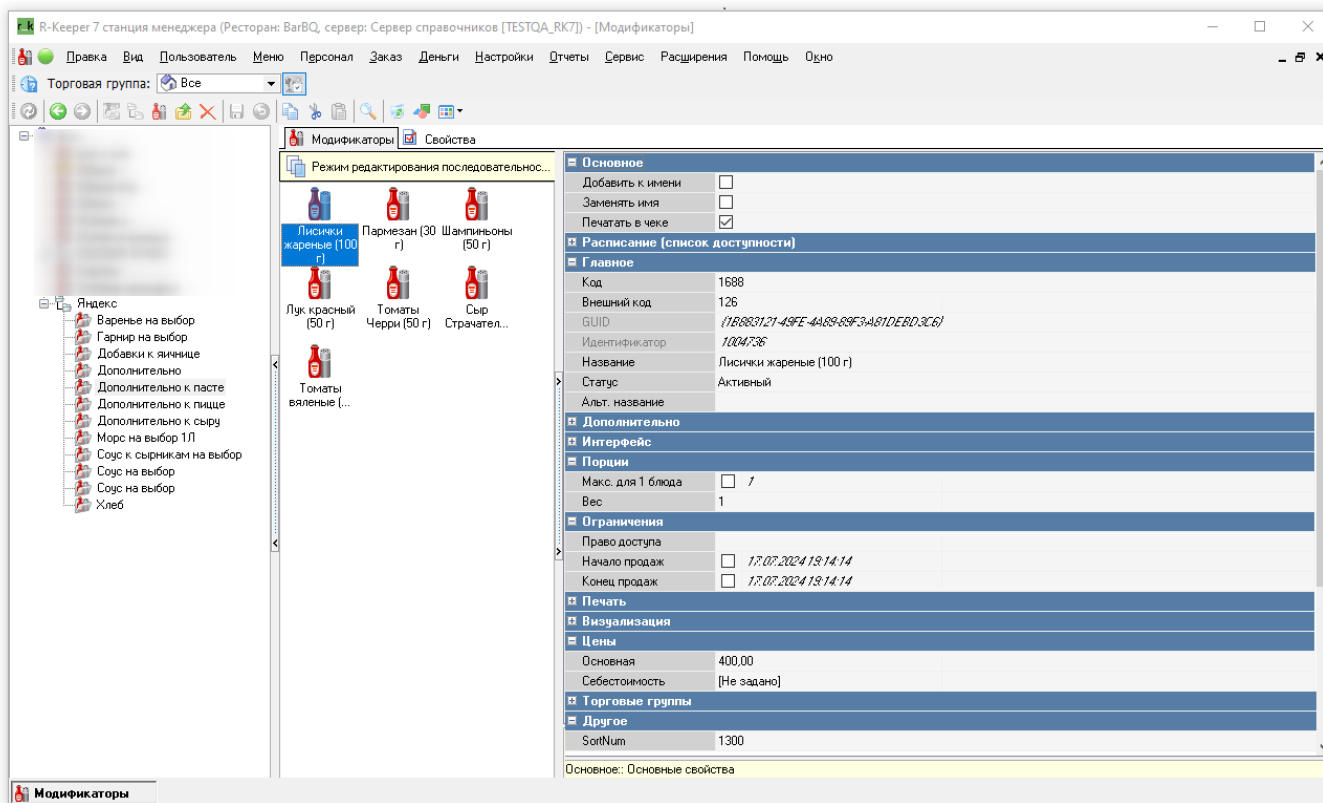 R-Keeper 7 станция менеджера (Ресторан: BarBQ, сервер: Сервер справочников [TESTQA_RK7]) - [Модификаторы]
Правка Вид Пользователь Меню Персонал Заказ Деньги Настройки Отчеты Сервис Расширения Помощь Окно
Торговая группа: Все
Модификаторы Свойства
Режим редактирования последовательнос...
Яндекс
Варенье на выбор
Гарнир на выбор
Добавки к яичнице
Дополнительно
Дополнительно к пасте
Дополнительно к пицце
Дополнительно к сыру
Морс на выбор 1Л
Соус к сырникам на выбор
Соус на выбор
Соус на выбор
Хлеб
Лисички жареные (100 г)
Пармезан (30 г)
Шампиньоны (50 г)
Лук красный (50 г)
Томаты Черри (50 г)
Сыр Страчател...
Томаты вяленые (...
Основное
Добавить к имени
Заменять имя
Печатать в чеке
Расписание (список доступности)
Главное
Код 1688
Внешний код 126
GUID {1B883121-49FE-4A89-89F3-A81DEBD3C6}
Идентификатор 1004736
Название Лисички жареные (100 г)
Статус Активный
Альт. название
Дополнительно
Интерфейс
Порции
Макс. для 1 блюда 1
Вес 1
Ограничения
Право доступа
Начало продаж 17.07.2024 19:14:14
Конец продаж 17.07.2024 19:14:14
Печать
Визуализация
Цены
Основная 400,00
Себестоимость [Не задано]
Торговые группы
Другое
SortNum 1300
Основное:: Основные свойства
Модификаторы